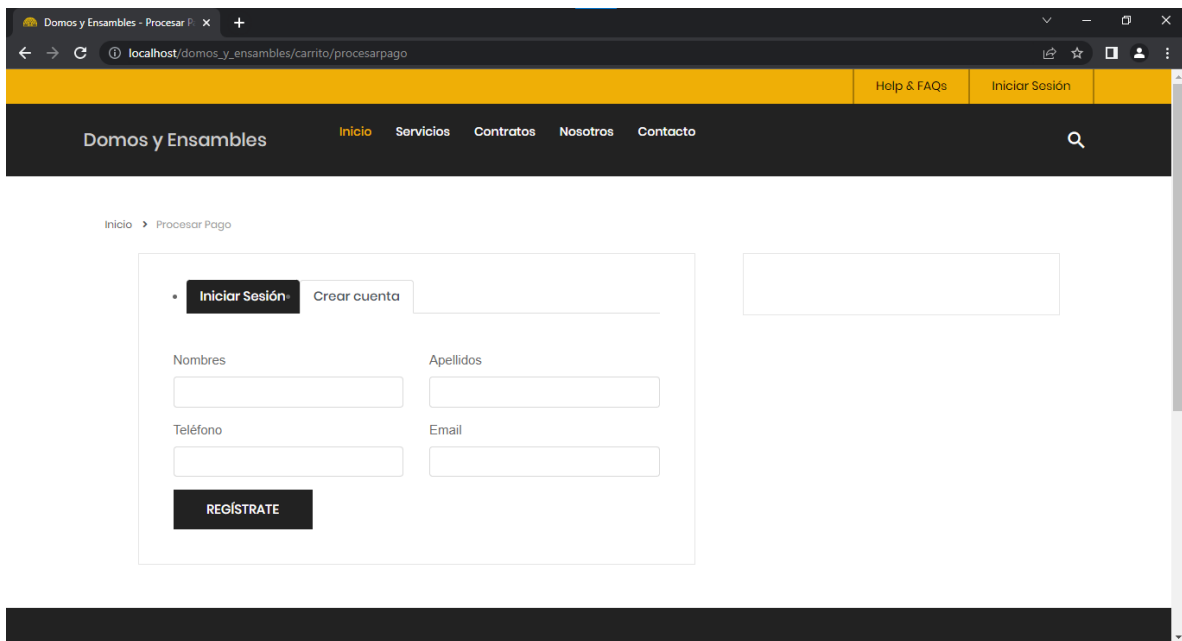 Domos y Ensambles - Procesar P
localhost/domos_y_ensambles/carrito/procesarpago
Help & FAQs Iniciar Sesión
Domos y Ensambles Inicio Servicios Contratos Nosotros Contacto
Inicio > Procesar Pago
Iniciar Sesión Crear cuenta
Nombres Apellidos
Teléfono Email
REGÍSTRATE